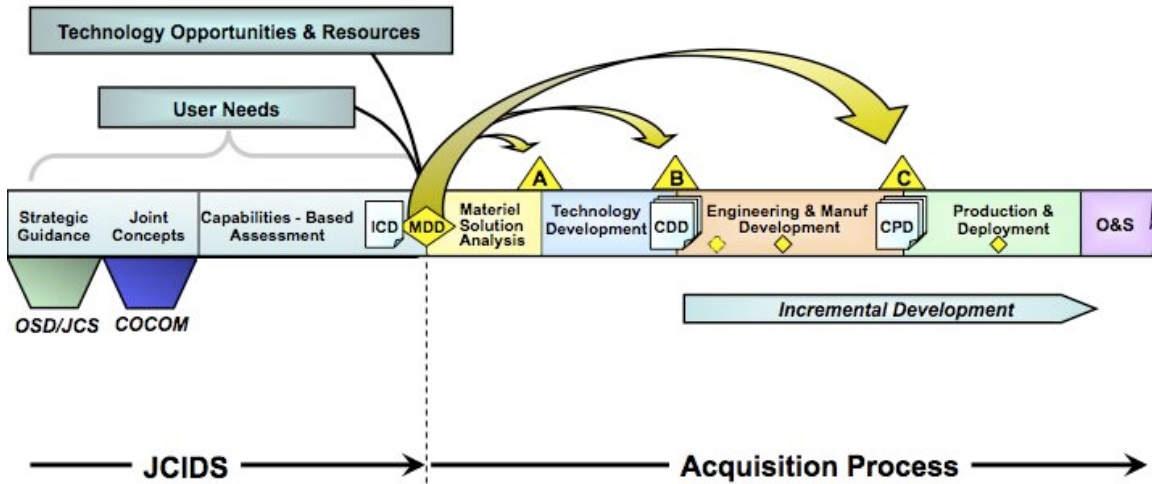 Technology Opportunities & Resources
User Needs
A
B
C
Strategic
Guidance
Joint
Concepts
Capabilities - Based
Assessment
ICD
MDD
Materiel
Solution
Analysis
Technology
Development
CDD
Engineering & Manuf
Development
CPD
Production &
Deployment
O&S
OSD/JCS
COCOM
Incremental Development
JCIDS
Acquisition Process